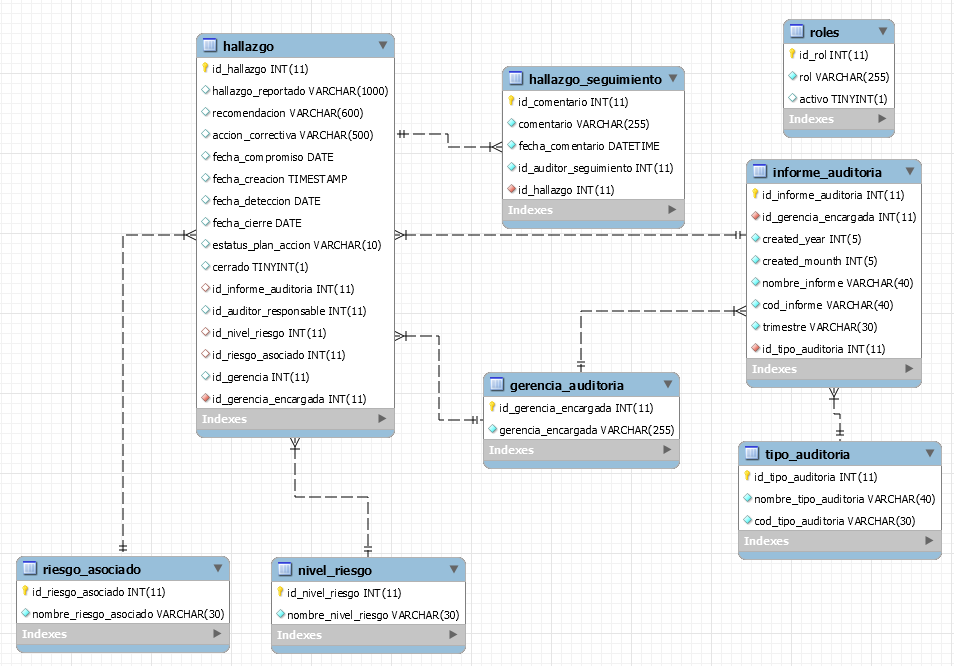 hallazgo
id_hallazgo INT(11)
hallazgo_reportado VARCHAR(1000)
recomendacion VARCHAR(600)
accion_correctiva VARCHAR(500)
fecha_compromiso DATE
fecha_creacion TIMESTAMP
fecha_deteccion DATE
fecha_cierre DATE
estatus_plan_accion VARCHAR(10)
cerrado TINYINT(1)
id_informe_auditoria INT(11)
id_auditor_responsable INT(11)
id_nivel_riesgo INT(11)
id_riesgo_asociado INT(11)
id_gerencia INT(11)
id_gerencia_encargada INT(11)
Indexes
hallazgo_seguimiento
id_comentario INT(11)
comentario VARCHAR(255)
fecha_comentario DATETIME
id_auditor_seguimiento INT(11)
id_hallazgo INT(11)
Indexes
roles
id_rol INT(11)
rol VARCHAR(255)
activo TINYINT(1)
Indexes
informe_auditoria
id_informe_auditoria INT(11)
id_gerencia_encargada INT(11)
created_year INT(5)
created_mounth INT(5)
nombre_informe VARCHAR(40)
cod_informe VARCHAR(40)
trimestre VARCHAR(30)
id_tipo_auditoria INT(11)
Indexes
gerencia_auditoria
id_gerencia_encargada INT(11)
gerencia_encargada VARCHAR(255)
Indexes
tipo_auditoria
id_tipo_auditoria INT(11)
nombre_tipo_auditoria VARCHAR(40)
cod_tipo_auditoria VARCHAR(30)
Indexes
riesgo_asociado
id_riesgo_asociado INT(11)
nombre_riesgo_asociado VARCHAR(30)
Indexes
nivel_riesgo
id_nivel_riesgo INT(11)
nombre_nivel_riesgo VARCHAR(30)
Indexes